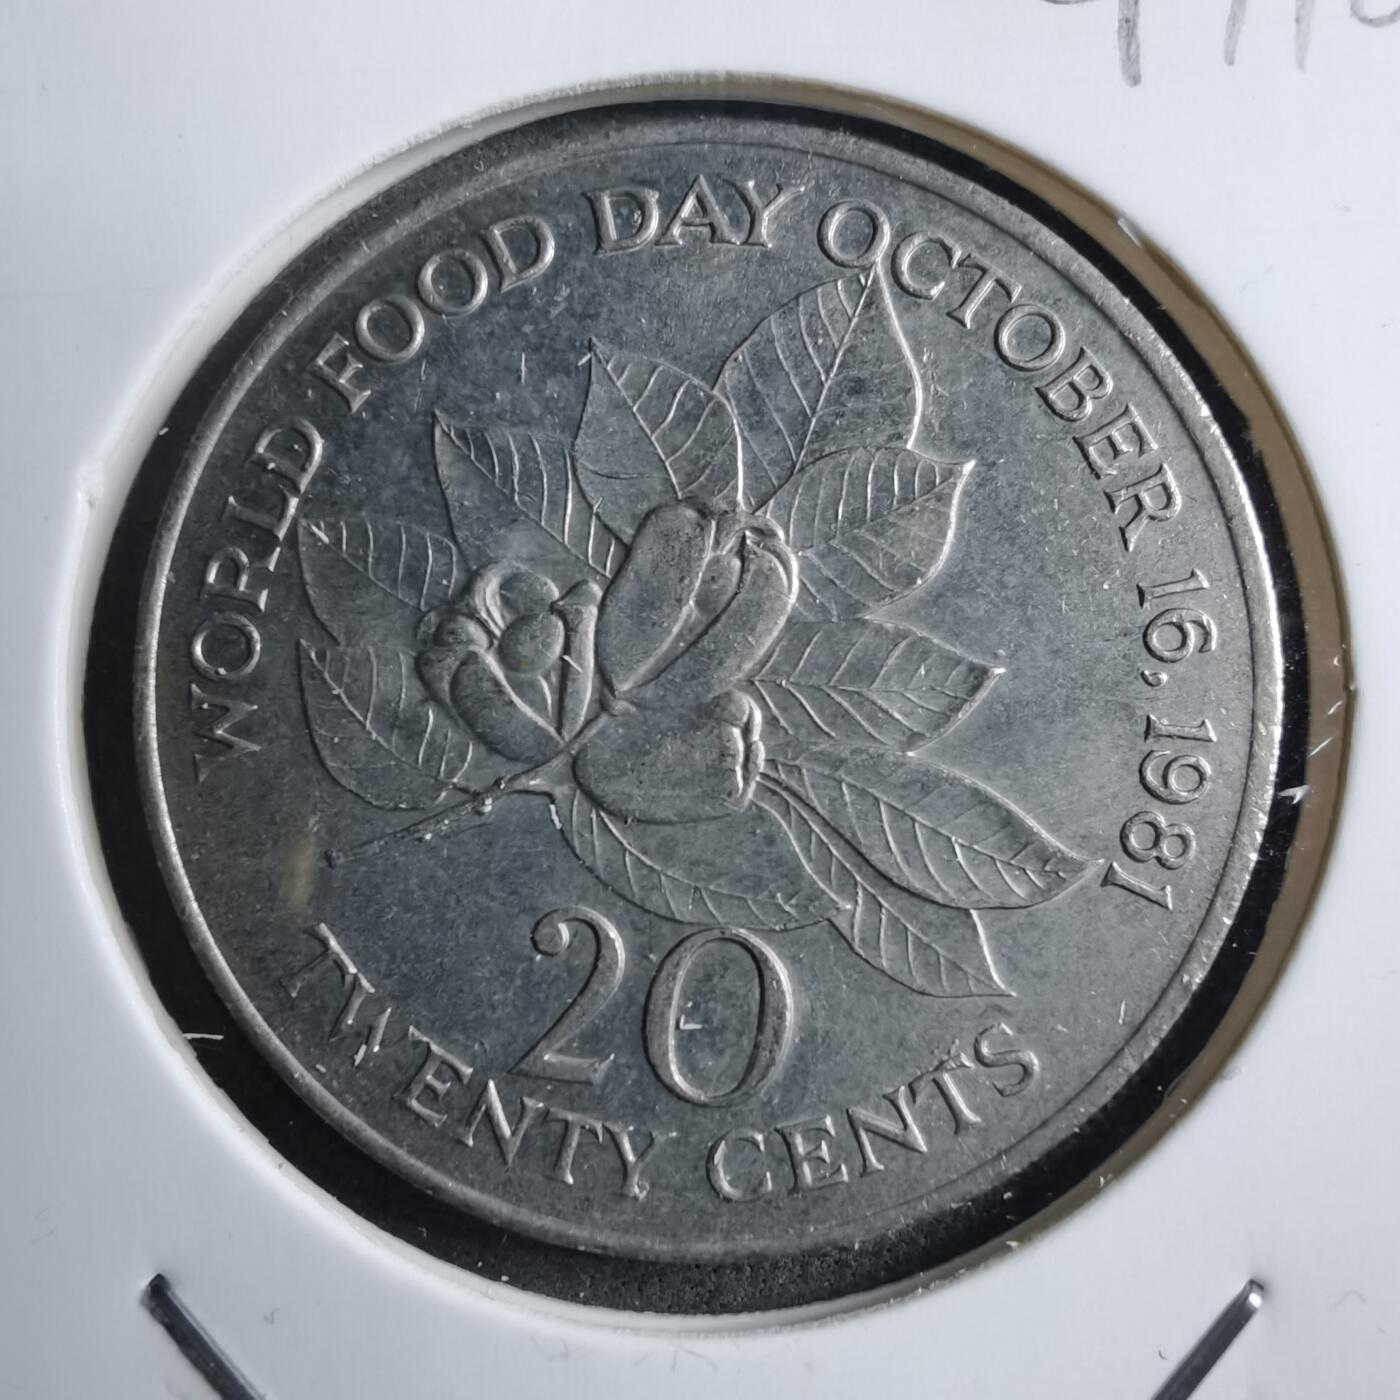 WORLD FOOD DAY OCTOBER 16, 1981
20
TWENTY CENTS